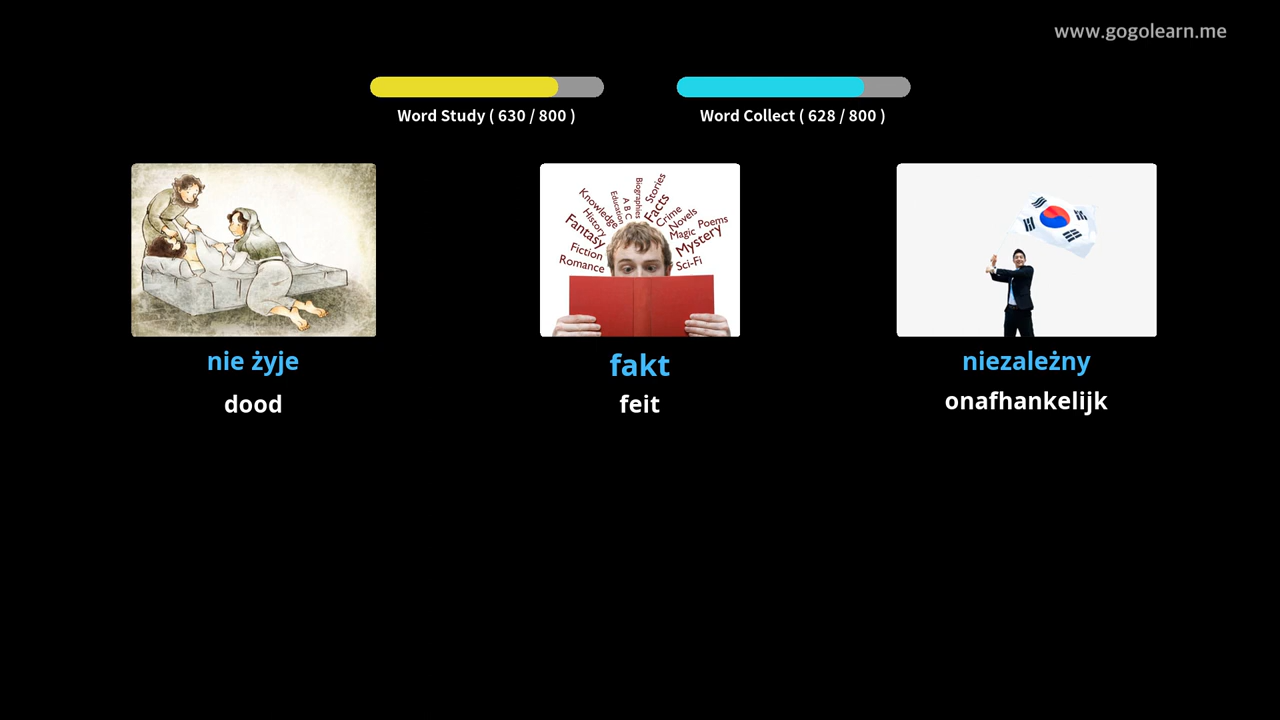 www.gogolearn.me
Word Study ( 630 / 800 )
Word Collect ( 628 / 800 )
Knowledge
History
Fantasy
Fiction
Romance
Education
A B C
Biographies
Stories
Facts
Crime
Novels
Magic
Poems
Mystery
Sci-Fi
nie żyje
fakt
niezależny
dood
feit
onafhankelijk